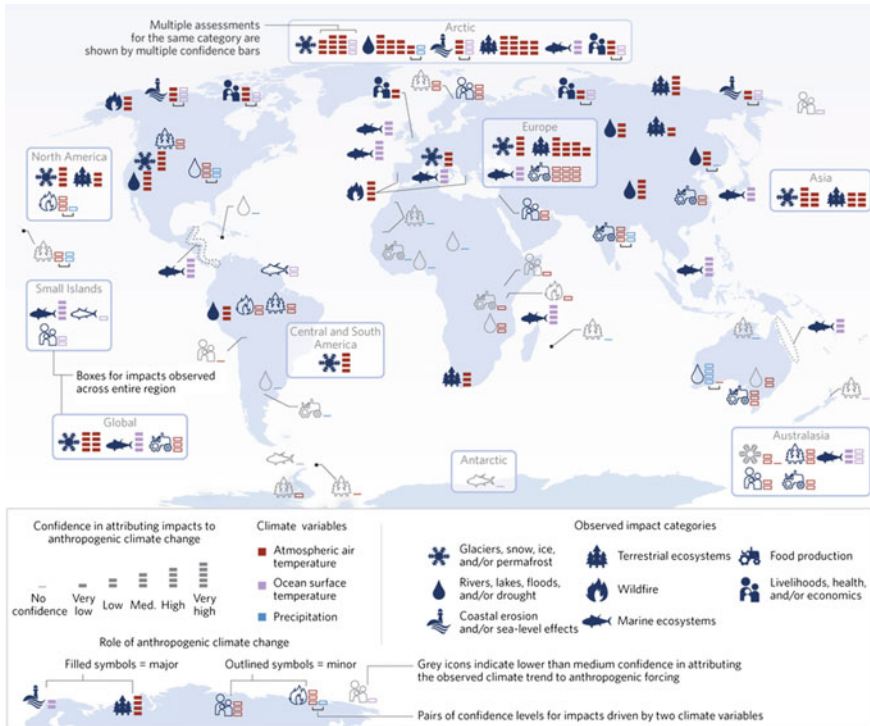 Multiple assessments
for the same category are
shown by multiple confidence bars
Arctic
North America
Europe
Asia
Small Islands
Central and South
America
Boxes for impacts observed
across entire region
Global
Antarctic
Australasia
Confidence in attributing impacts to
anthropogenic climate change
No
confidence
Very
low
Low
Med.
High
Very
high
Climate variables
Atmospheric air
temperature
Ocean surface
temperature
Precipitation
Observed impact categories
Glaciers, snow, ice,
and/or permafrost
Rivers, lakes, floods,
and/or drought
Coastal erosion
and/or sea-level effects
Terrestrial ecosystems
Wildfire
Marine ecosystems
Food production
Livelihoods, health,
and/or economics
Role of anthropogenic climate change
Filled symbols = major
Outlined symbols = minor
Grey icons indicate lower than medium confidence in attributing
the observed climate trend to anthropogenic forcing
Pairs of confidence levels for impacts driven by two climate variables